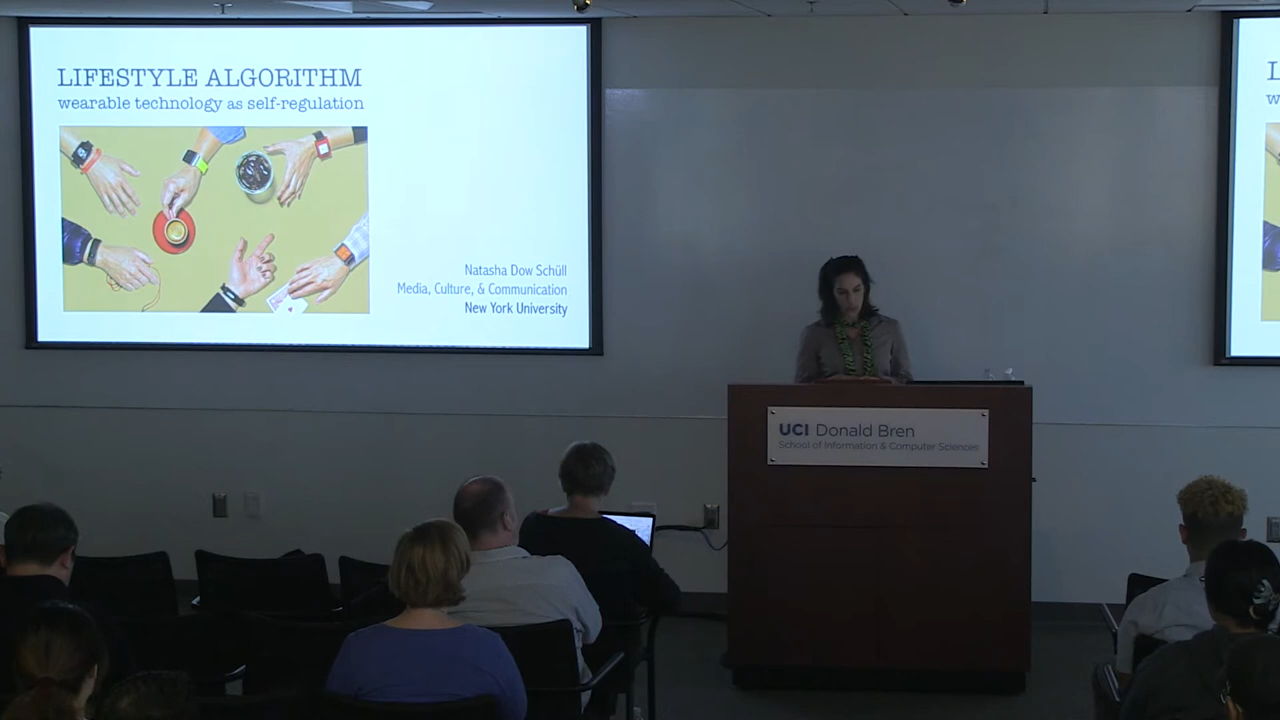 LIFESTYLE ALGORITHM
wearable technology as self-regulation
Natasha Dow Schüll
Media, Culture, & Communication
New York University
UCI Donald Bren
School of Information & Computer Sciences
L
w